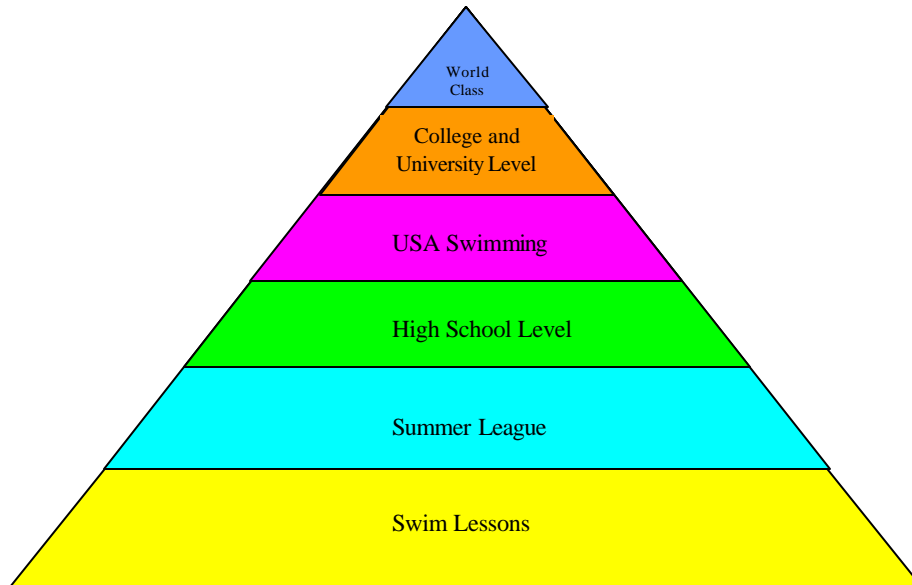 World
Class
College and
University Level
USA Swimming
High School Level
Summer League
Swim Lessons